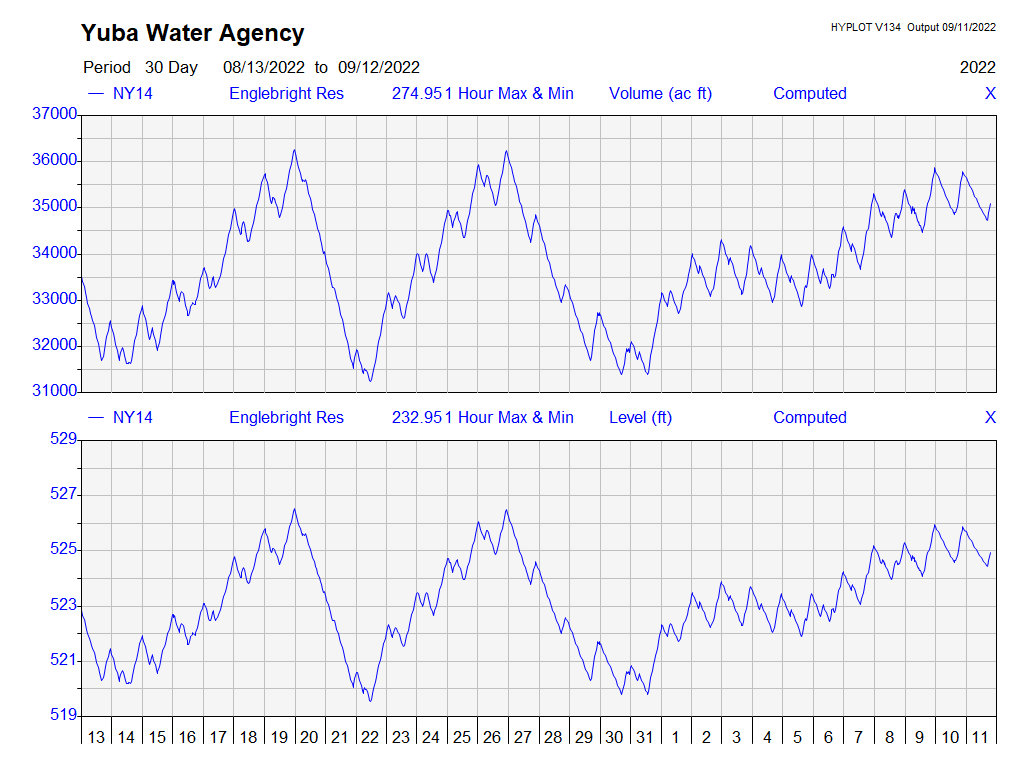 Yuba Water Agency
HYPLOT V134 Output 09/11/2022
Period 30 Day 08/13/2022 to 09/12/2022 2022
NY14 Englebright Res 274.951 Hour Max & Min Volume (ac ft) Computed X
37000
36000
35000
34000
33000
32000
31000
NY14 Englebright Res 232.951 Hour Max & Min Level (ft) Computed X
529
527
525
523
521
519
13 14 15 16 17 18 19 20 21 22 23 24 25 26 27 28 29 30 31 1 2 3 4 5 6 7 8 9 10 11